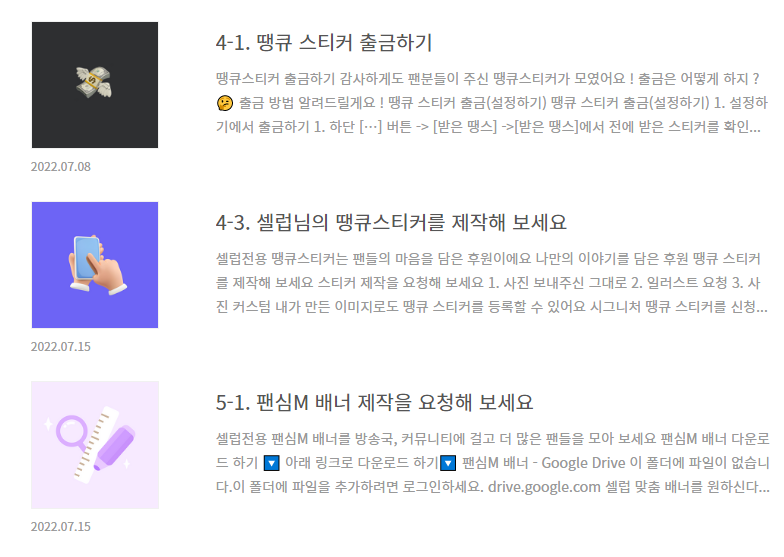 4-1. 땡큐 스티커 출금하기
땡큐스티커 출금하기 감사하게도 팬분들이 주신 땡큐스티커가 모였어요 ! 출금은 어떻게 하지 ?
🤔 출금 방법 알려드릴게요 ! 땡큐 스티커 출금(설정하기) 땡큐 스티커 출금(설정하기) 1. 설정하
기에서 출금하기 1. 하단 […] 버튼 -> [받은 땡스] ->[받은 땡스]에서 전에 받은 스티커를 확인...
2022.07.08
4-3. 셀럽님의 땡큐스티커를 제작해 보세요
셀럽전용 땡큐스티커는 팬들의 마음을 담은 후원이에요 나만의 이야기를 담은 후원 땡큐 스티커
를 제작해 보세요 스티커 제작을 요청해 보세요 1. 사진 보내주신 그대로 2. 일러스트 요청 3. 사
진 커스텀 내가 만든 이미지로도 땡큐 스티커를 등록할 수 있어요 시그니처 땡큐 스티커를 신청...
2022.07.15
5-1. 팬심M 배너 제작을 요청해 보세요
셀럽전용 팬심M 배너를 방송국, 커뮤니티에 걸고 더 많은 팬들을 모아 보세요 팬심M 배너 다운로
드 하기 🔽 아래 링크로 다운로드 하기🔽 팬심M 배너 - Google Drive 이 폴더에 파일이 없습니
다.이 폴더에 파일을 추가하려면 로그인하세요. drive.google.com 셀럽 맞춤 배너를 원하신다...
2022.07.15